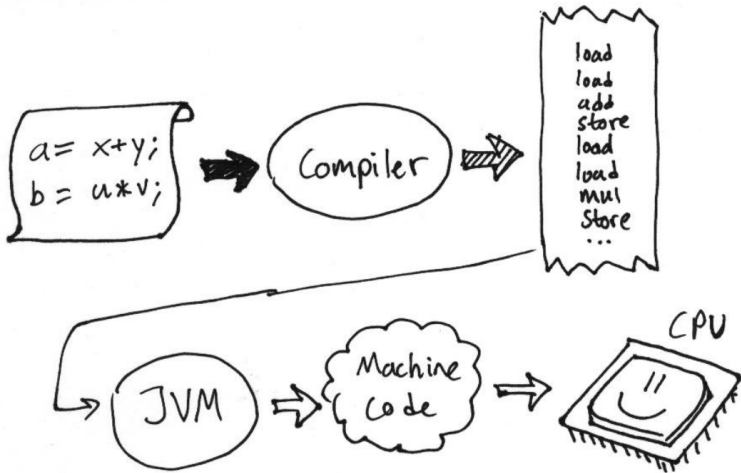 a = x+y;
b = u*v;
Compiler
load
load
add
store
load
load
mul
store
...
JVM
Machine
Code
CPU